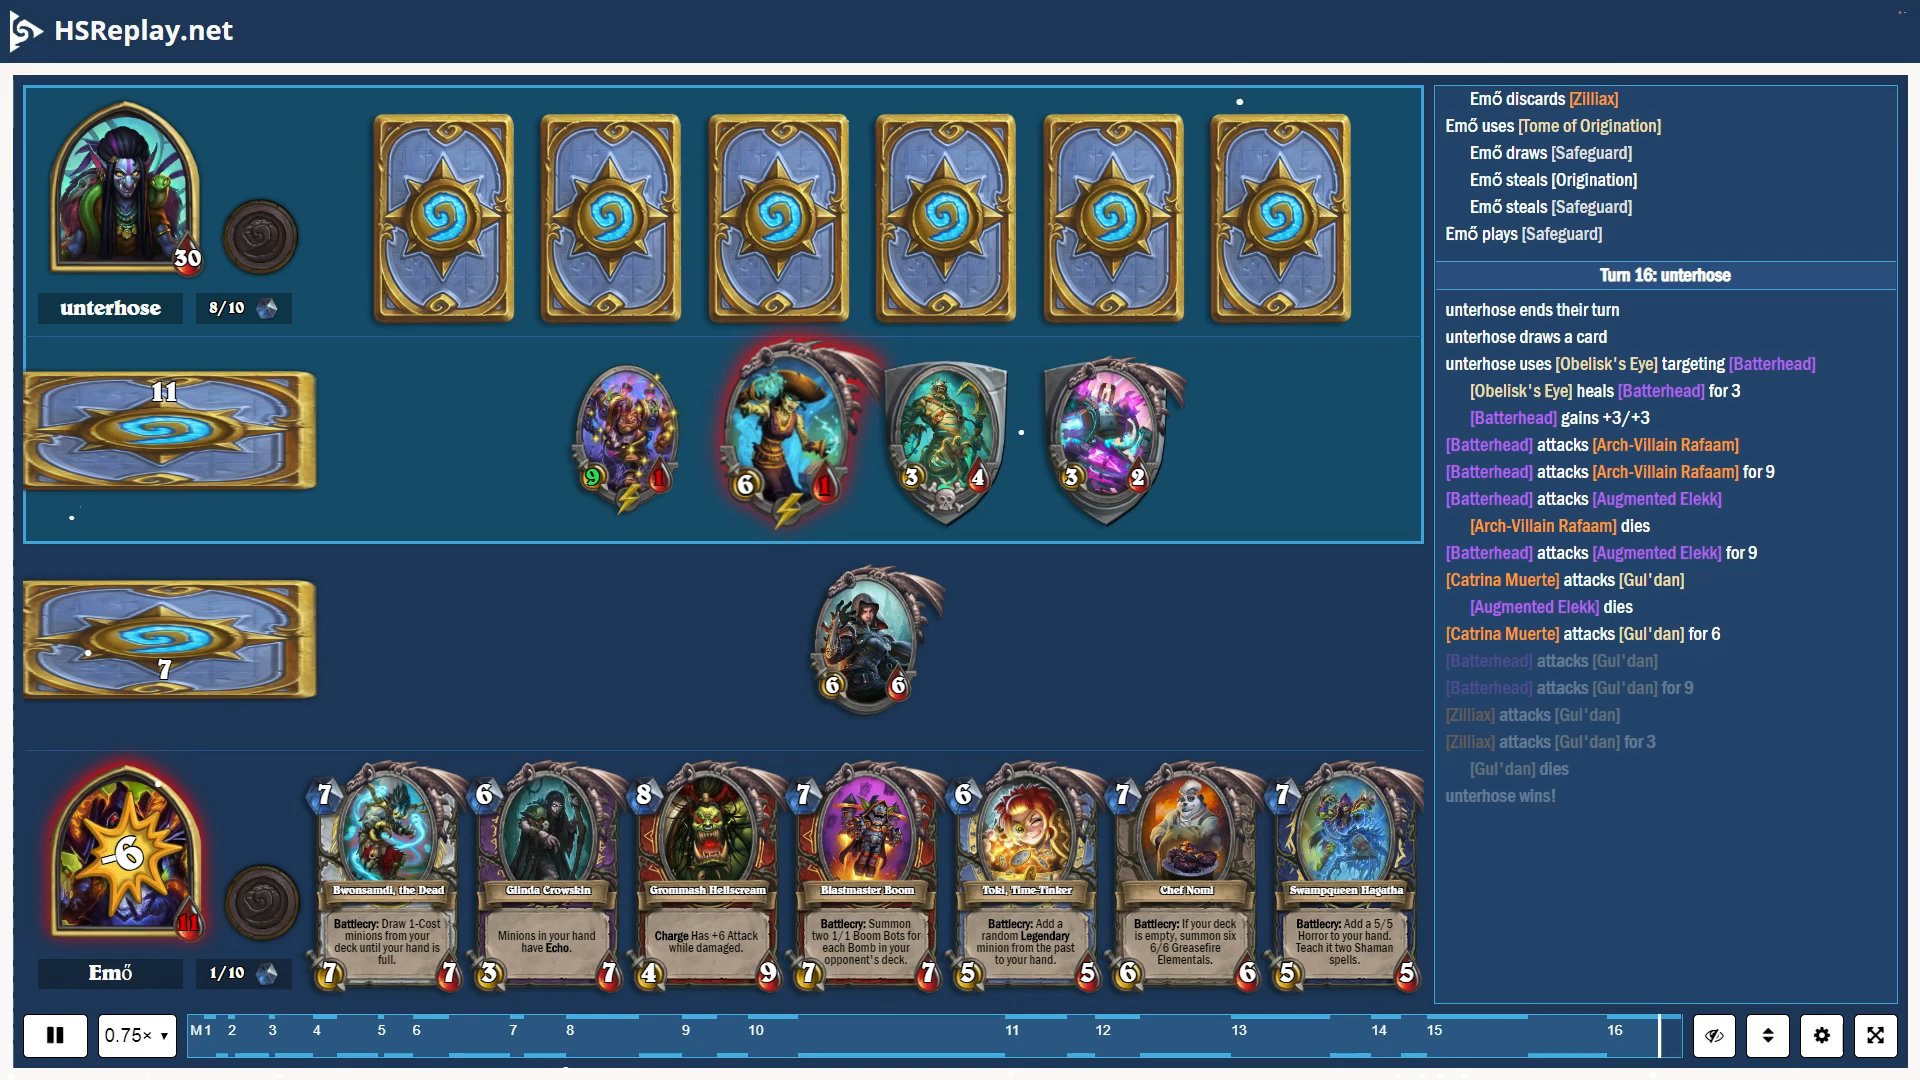 HSReplay.net
30
unterhose
8/10
11
9
1
6
1
3
4
3
2
7
6
6
-6
11
Emő
1/10
7
Bwonsamdi, the Dead
Battlecry: Draw 1-Cost
minions from your
deck until your hand is
full.
7
7
6
Glinda Crowskin
Minions in your hand
have Echo.
3
7
8
Grommash Hellscream
Charge Has +6 Attack
while damaged.
4
9
7
Blastmaster Boom
Battlecry: Summon
two 1/1 Boom Bots for
each Bomb in your
opponent's deck.
7
7
6
Toki, Time-Tinker
Battlecry: Add a
random Legendary
minion from the past
to your hand.
5
5
7
Chef Nomi
Battlecry: If your deck
is empty, summon six
6/6 Greasefire
Elementals.
6
6
7
Swampqueen Hagatha
Battlecry: Add a 5/5
Horror to your hand.
Teach it two Shaman
spells.
5
5
Emő discards [Zilliax]
Emő uses [Tome of Origination]
Emő draws [Safeguard]
Emő steals [Origination]
Emő steals [Safeguard]
Emő plays [Safeguard]
Turn 16: unterhose
unterhose ends their turn
unterhose draws a card
unterhose uses [Obelisk's Eye] targeting [Batterhead]
[Obelisk's Eye] heals [Batterhead] for 3
[Batterhead] gains +3/+3
[Batterhead] attacks [Arch-Villain Rafaam]
[Batterhead] attacks [Arch-Villain Rafaam] for 9
[Batterhead] attacks [Augmented Elekk]
[Arch-Villain Rafaam] dies
[Batterhead] attacks [Augmented Elekk] for 9
[Catrina Muerte] attacks [Gul'dan]
[Augmented Elekk] dies
[Catrina Muerte] attacks [Gul'dan] for 6
[Batterhead] attacks [Gul'dan]
[Batterhead] attacks [Gul'dan] for 9
[Zilliax] attacks [Gul'dan]
[Zilliax] attacks [Gul'dan] for 3
[Gul'dan] dies
unterhose wins!
0.75×
M 1 2 3 4 5 6 7 8 9 10 11 12 13 14 15 16